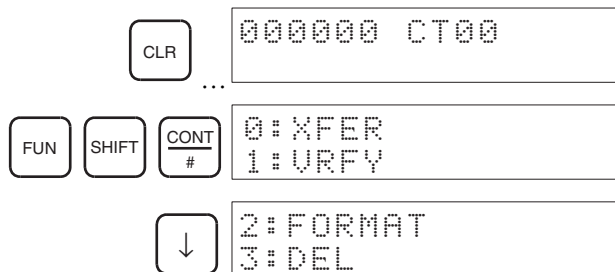 CLR ... 000000 CT00
FUN SHIFT CONT # 0:XFER
1:VRFY
↓ 2:FORMAT
3:DEL